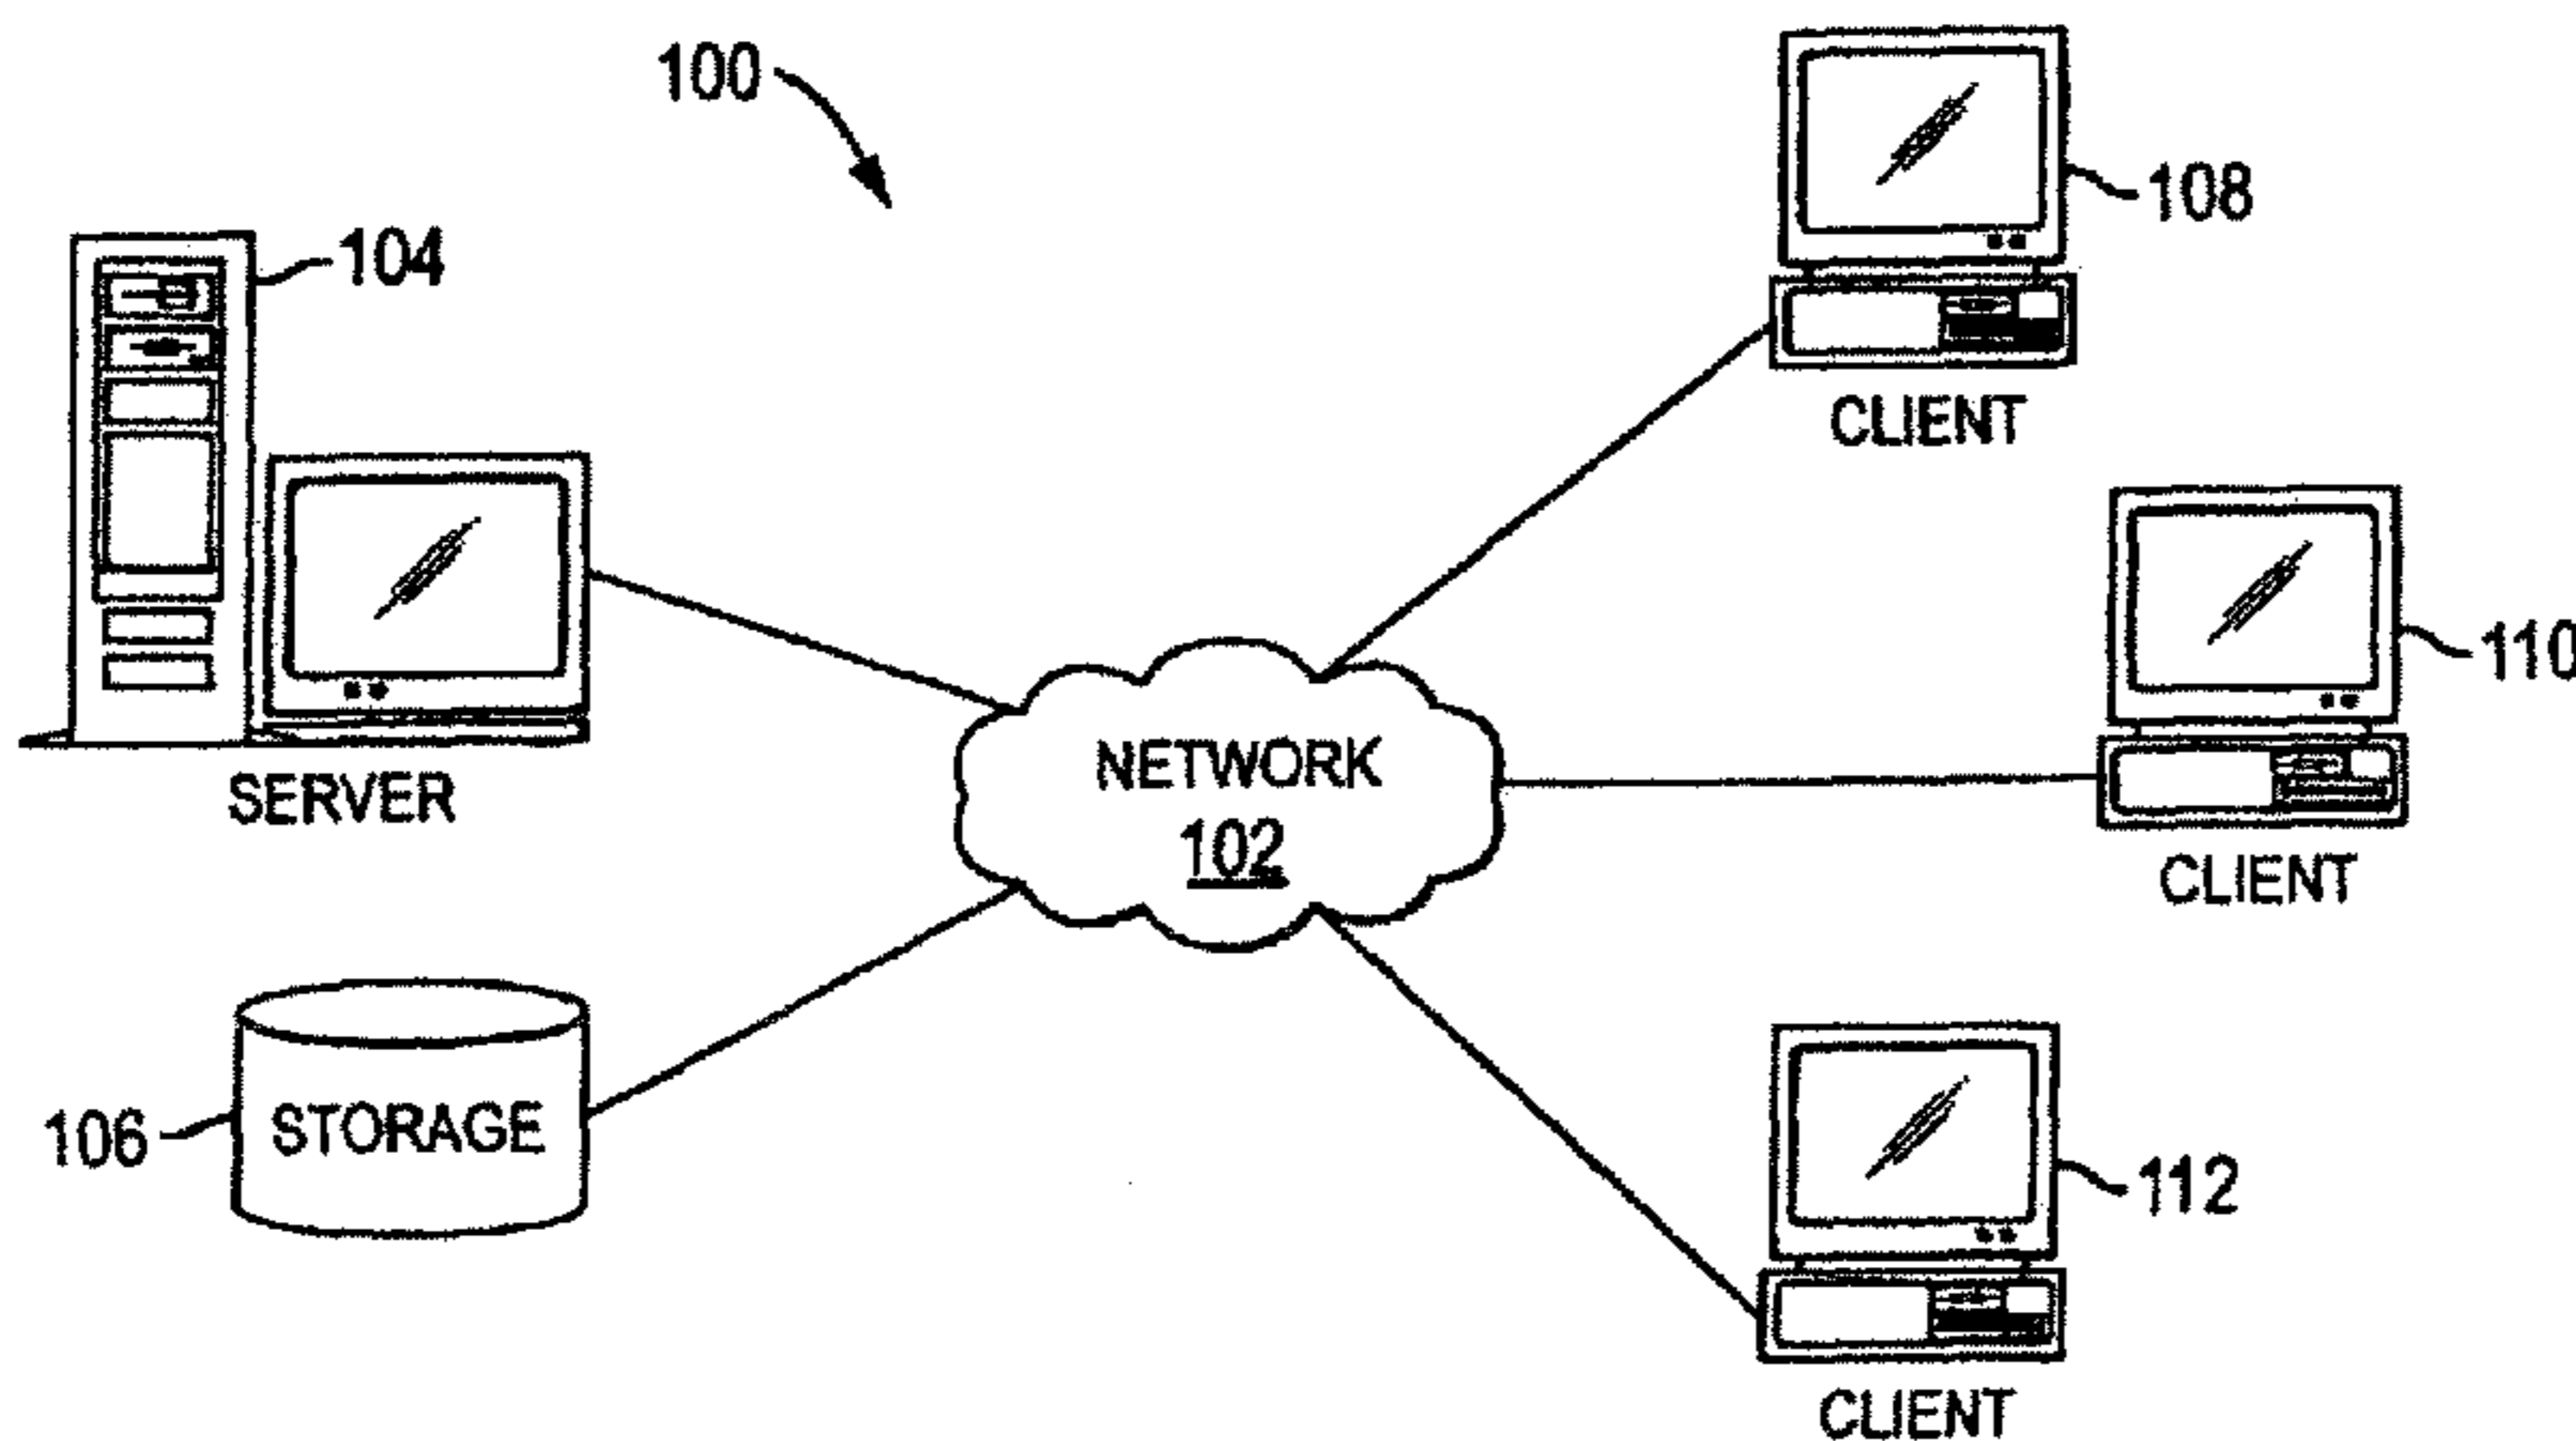 100
108
104
CLIENT
110
NETWORK
102
SERVER
CLIENT
106
STORAGE
112
CLIENT